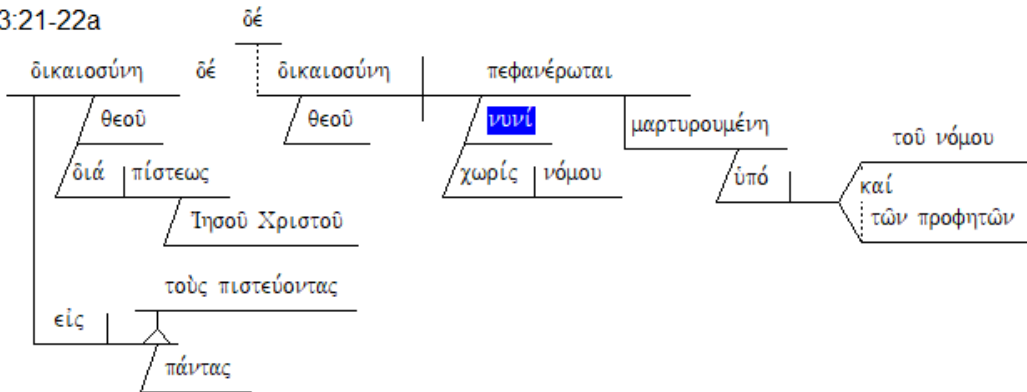 3:21-22a
δέ
δικαιοσύνη δέ δικαιοσύνη πεφανέρωται
θεοῦ θεοῦ νυνί μαρτυρουμένη τοῦ νόμου
διά πίστεως χωρίς νόμου ὑπό καί
Ἰησοῦ Χριστοῦ τῶν προφητῶν
τοὺς πιστεύοντας
εἰς
πάντας